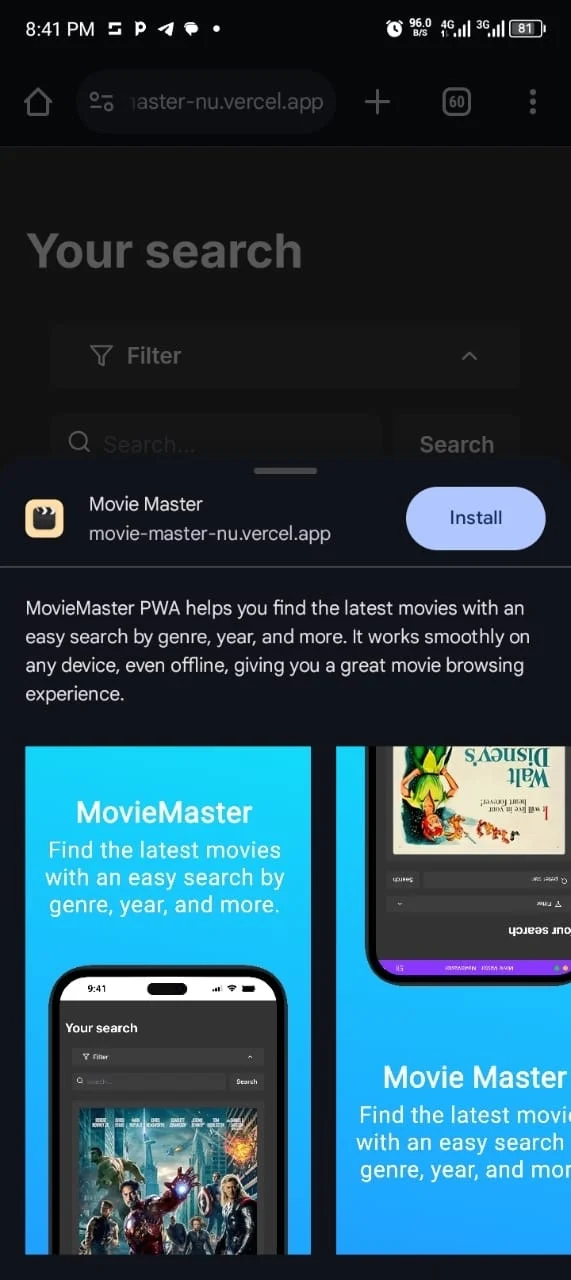 8:41 PM
96.0
B/S
4G
3G
81
aster-nu.vercel.app
60
Your search
Filter
Search...
Search
Movie Master
movie-master-nu.vercel.app
Install
MovieMaster PWA helps you find the latest movies with an
easy search by genre, year, and more. It works smoothly on
any device, even offline, giving you a great movie browsing
experience.
MovieMaster
Find the latest movies
with an easy search by
genre, year, and more.
9:41
Your search
Filter
Search...
Search
Walt
Disney's
It will live in your
heart forever!
Search
peter pan
Filter
our search
Movie Master
Find the latest movi
with an easy search
genre, year, and mor